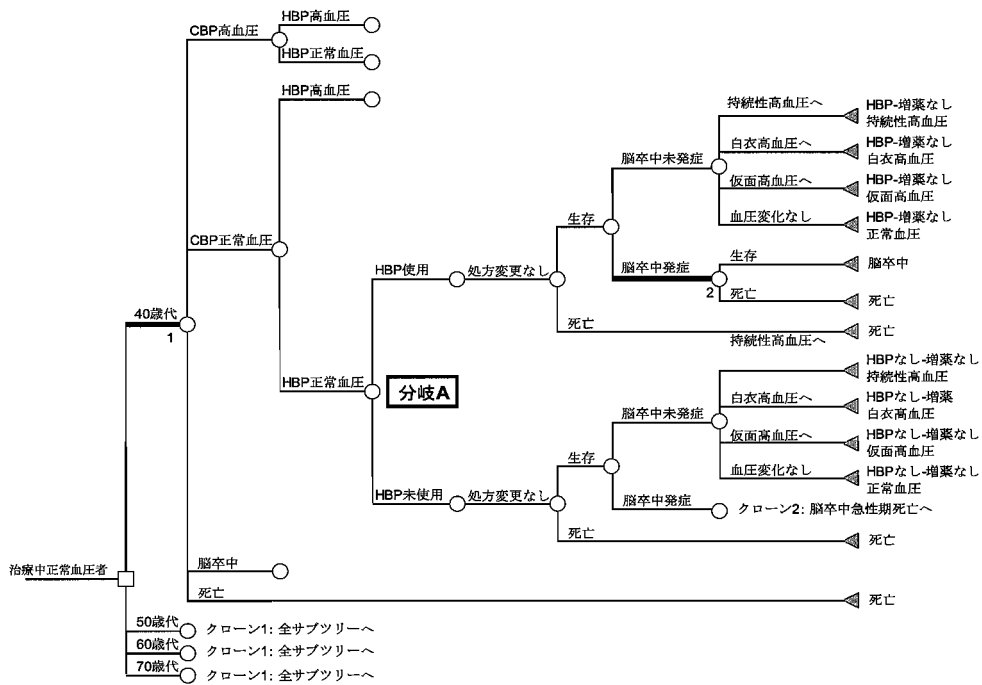 HBP高血圧
CBP高血圧
HBP正常血圧
HBP高血圧
持続性高血圧へ
HBP-増薬なし
持続性高血圧
白衣高血圧へ
HBP-増薬なし
白衣高血圧
脳卒中未発症
仮面高血圧へ
HBP-増薬なし
仮面高血圧
血圧変化なし
HBP-増薬なし
正常血圧
生存
CBP正常血圧
脳卒中発症
2
生存
脳卒中
死亡
死亡
HBP使用
処方変更なし
死亡
死亡
40歳代
1
持続性高血圧へ
HBPなし-増薬なし
持続性高血圧
HBP正常血圧
分岐A
白衣高血圧へ
HBPなし-増薬
白衣高血圧
脳卒中未発症
仮面高血圧へ
HBPなし-増薬なし
仮面高血圧
生存
血圧変化なし
HBPなし-増薬なし
正常血圧
HBP未使用
処方変更なし
脳卒中発症
クローン2: 脳卒中急性期死亡へ
死亡
死亡
治療中正常血圧者
脳卒中
死亡
死亡
50歳代
クローン1: 全サブツリーへ
60歳代
クローン1: 全サブツリーへ
70歳代
クローン1: 全サブツリーへ